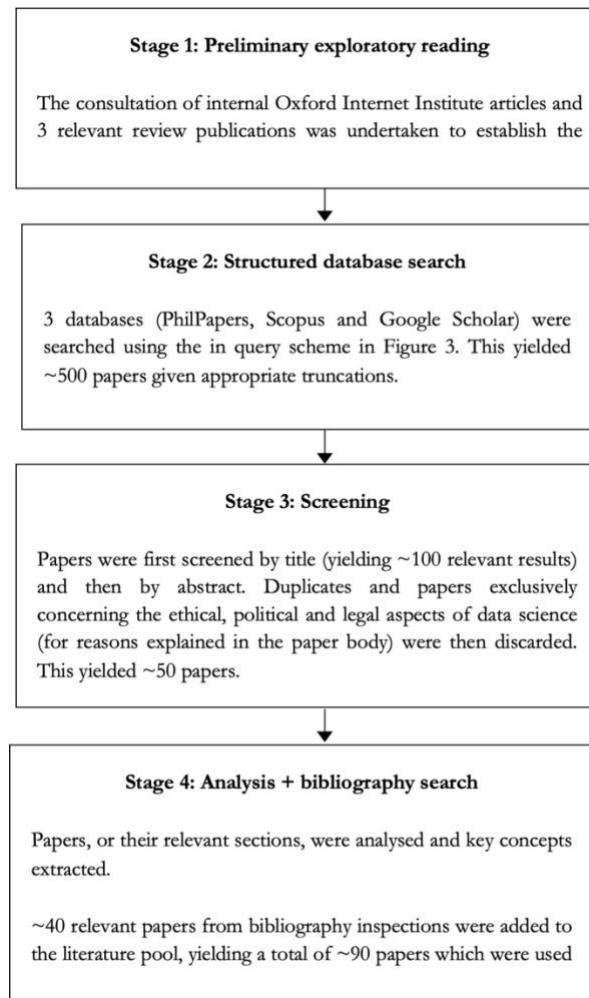 Stage 1: Preliminary exploratory reading
The consultation of internal Oxford Internet Institute articles and
3 relevant review publications was undertaken to establish the
Stage 2: Structured database search
3 databases (PhilPapers, Scopus and Google Scholar) were
searched using the in query scheme in Figure 3. This yielded
~500 papers given appropriate truncations.
Stage 3: Screening
Papers were first screened by title (yielding ~100 relevant results)
and then by abstract. Duplicates and papers exclusively
concerning the ethical, political and legal aspects of data science
(for reasons explained in the paper body) were then discarded.
This yielded ~50 papers.
Stage 4: Analysis + bibliography search
Papers, or their relevant sections, were analysed and key concepts
extracted.
~40 relevant papers from bibliography inspections were added to
the literature pool, yielding a total of ~90 papers which were used